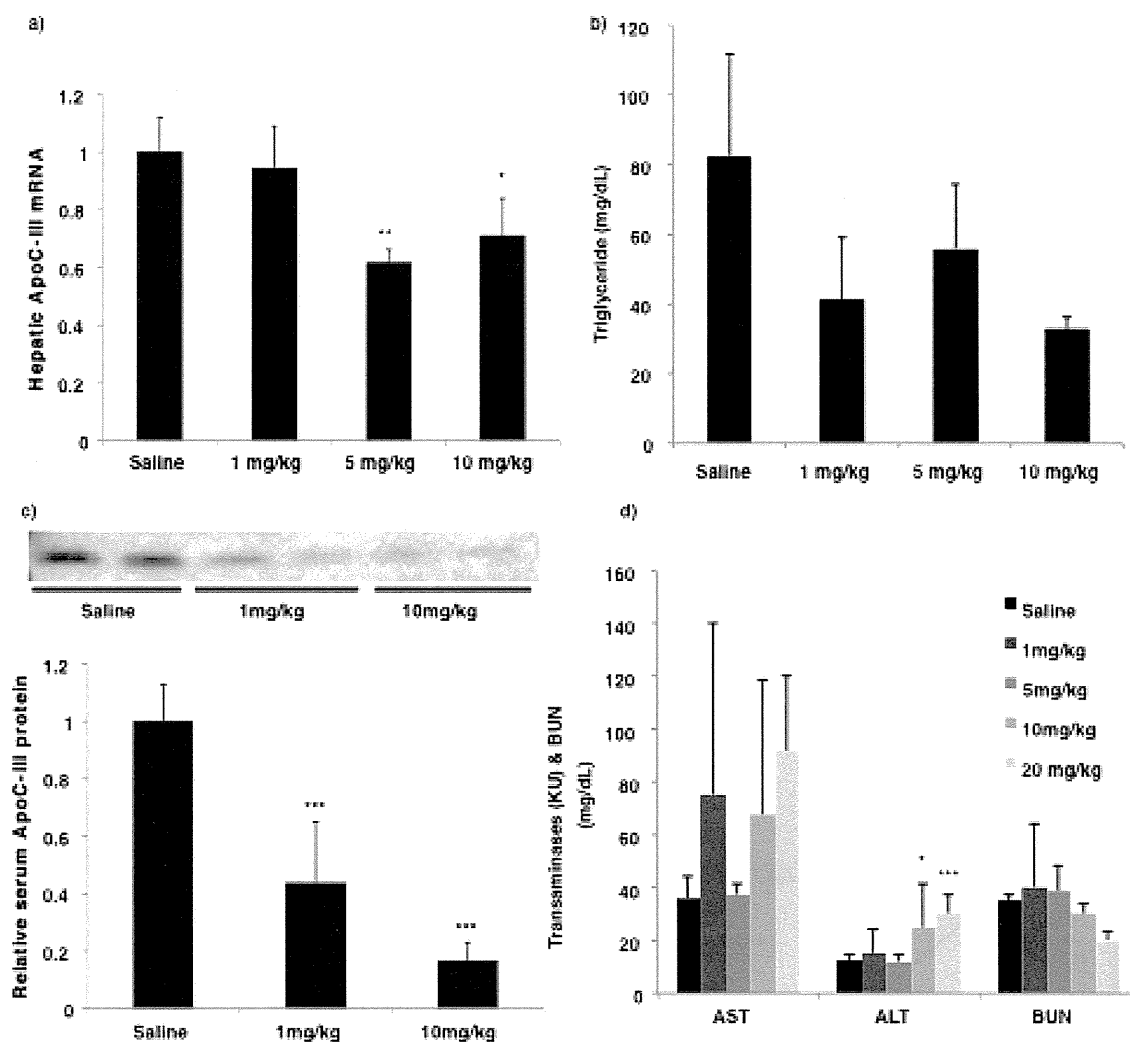 a)
Hepatic ApoC-III mRNA
1.2
1
0.8
0.6
0.4
0.2
0
**
*
Saline
1 mg/kg
5 mg/kg
10 mg/kg
b)
Triglyceride (mg/dL)
120
100
80
60
40
20
0
Saline
1 mg/kg
5 mg/kg
10 mg/kg
c)
Saline
1mg/kg
10mg/kg
Relative serum ApoC-III protein
1.2
1
0.8
0.6
0.4
0.2
0
***
***
Saline
1mg/kg
10mg/kg
d)
Transaminases (KU) & BUN
(mg/dL)
160
140
120
100
80
60
40
20
0
Saline
1mg/kg
5mg/kg
10mg/kg
20 mg/kg
*
***
AST
ALT
BUN